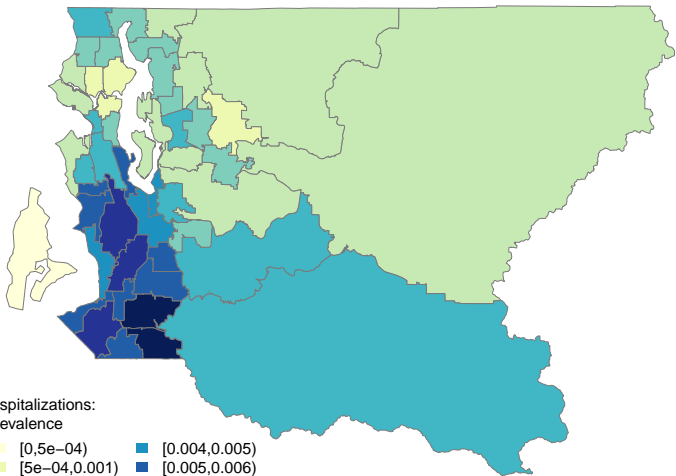 spitalizations:
evalence
[0,5e−04)
[0.004,0.005)
[5e−04,0.001)
[0.005,0.006)